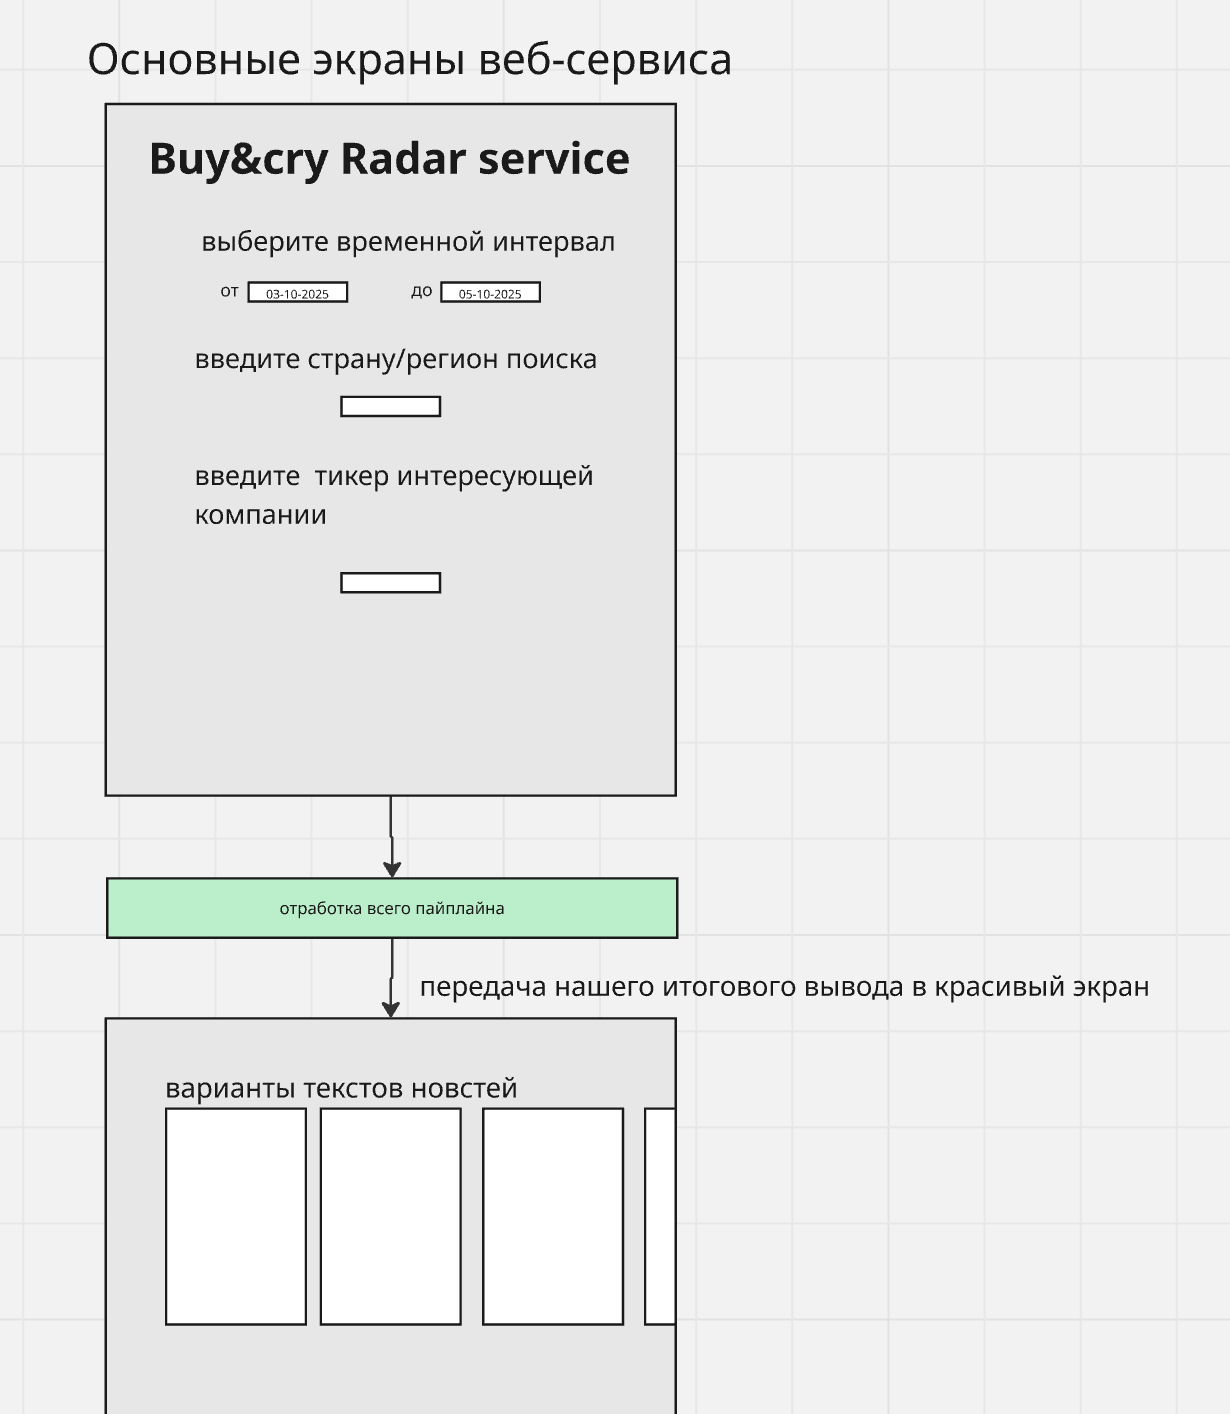 Основные экраны веб-сервиса
Buy&cry Radar service
выберите временной интервал
от 03-10-2025 до 05-10-2025
введите страну/регион поиска
введите  тикер интересующей
компании
отработка всего пайплайна
передача нашего итогового вывода в красивый экран
варианты текстов новстей